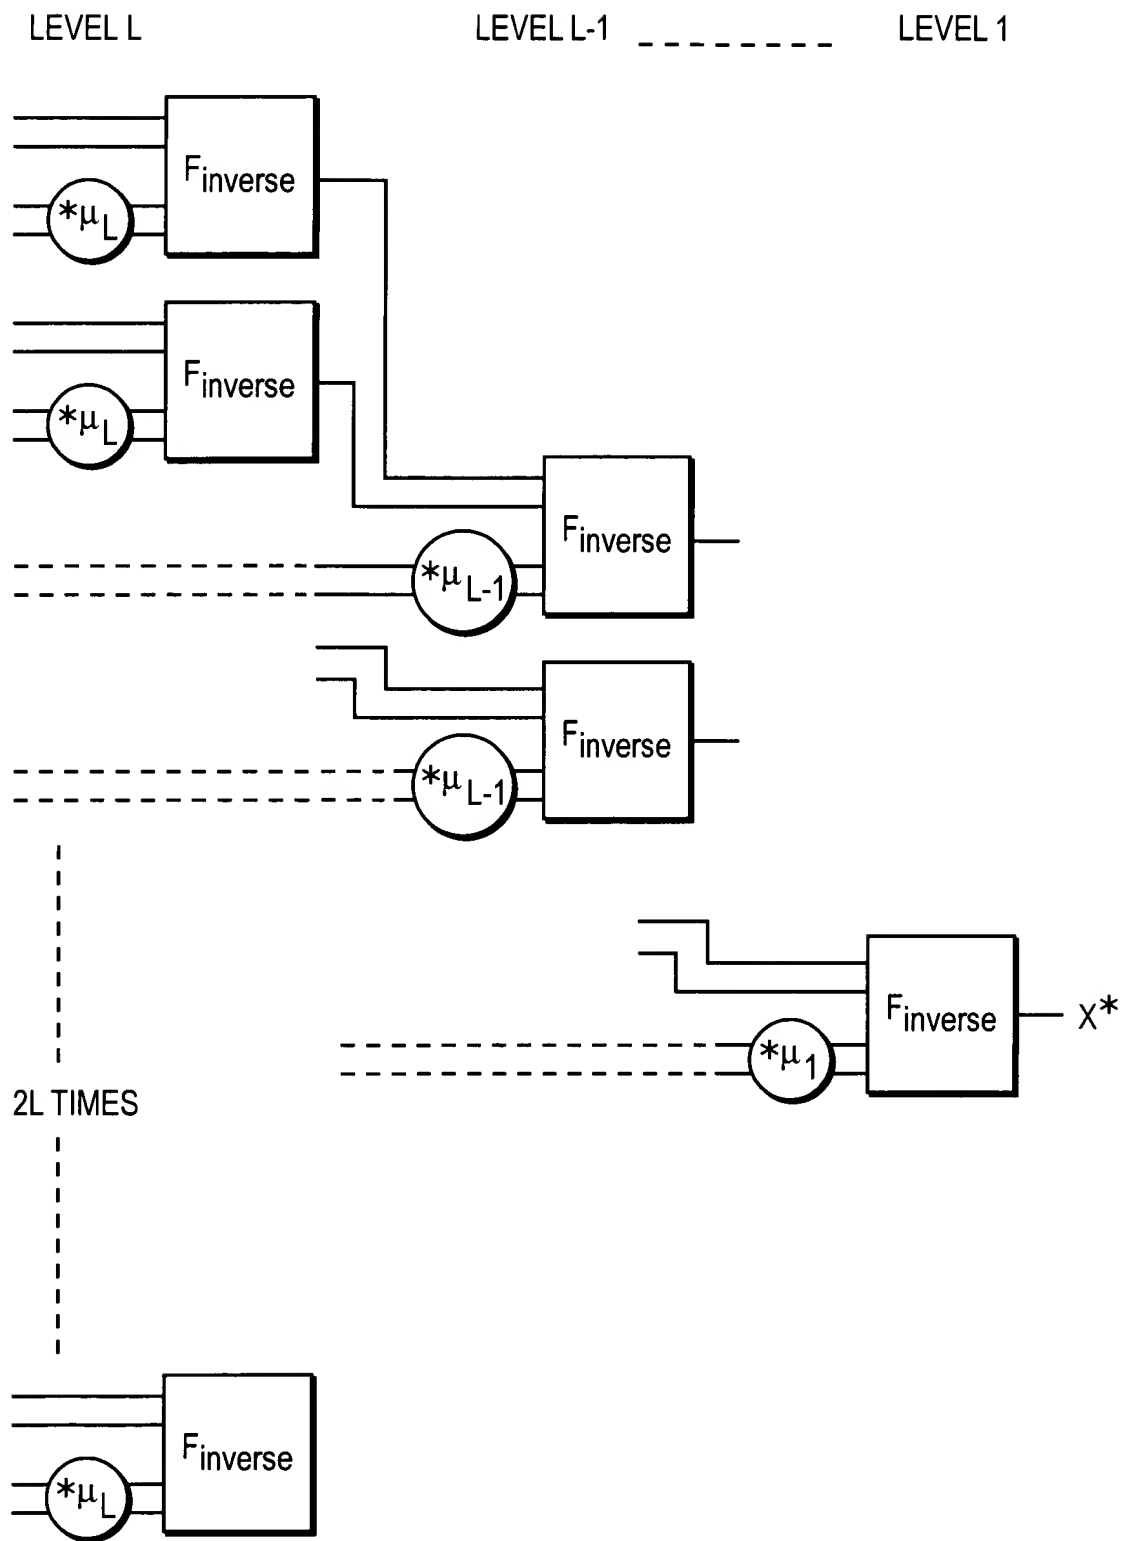 LEVEL L LEVEL L-1 LEVEL 1
Finverse
*μL
Finverse
*μL
Finverse
*μL-1
Finverse
*μL-1
Finverse X*
*μ1
2L TIMES
Finverse
*μL